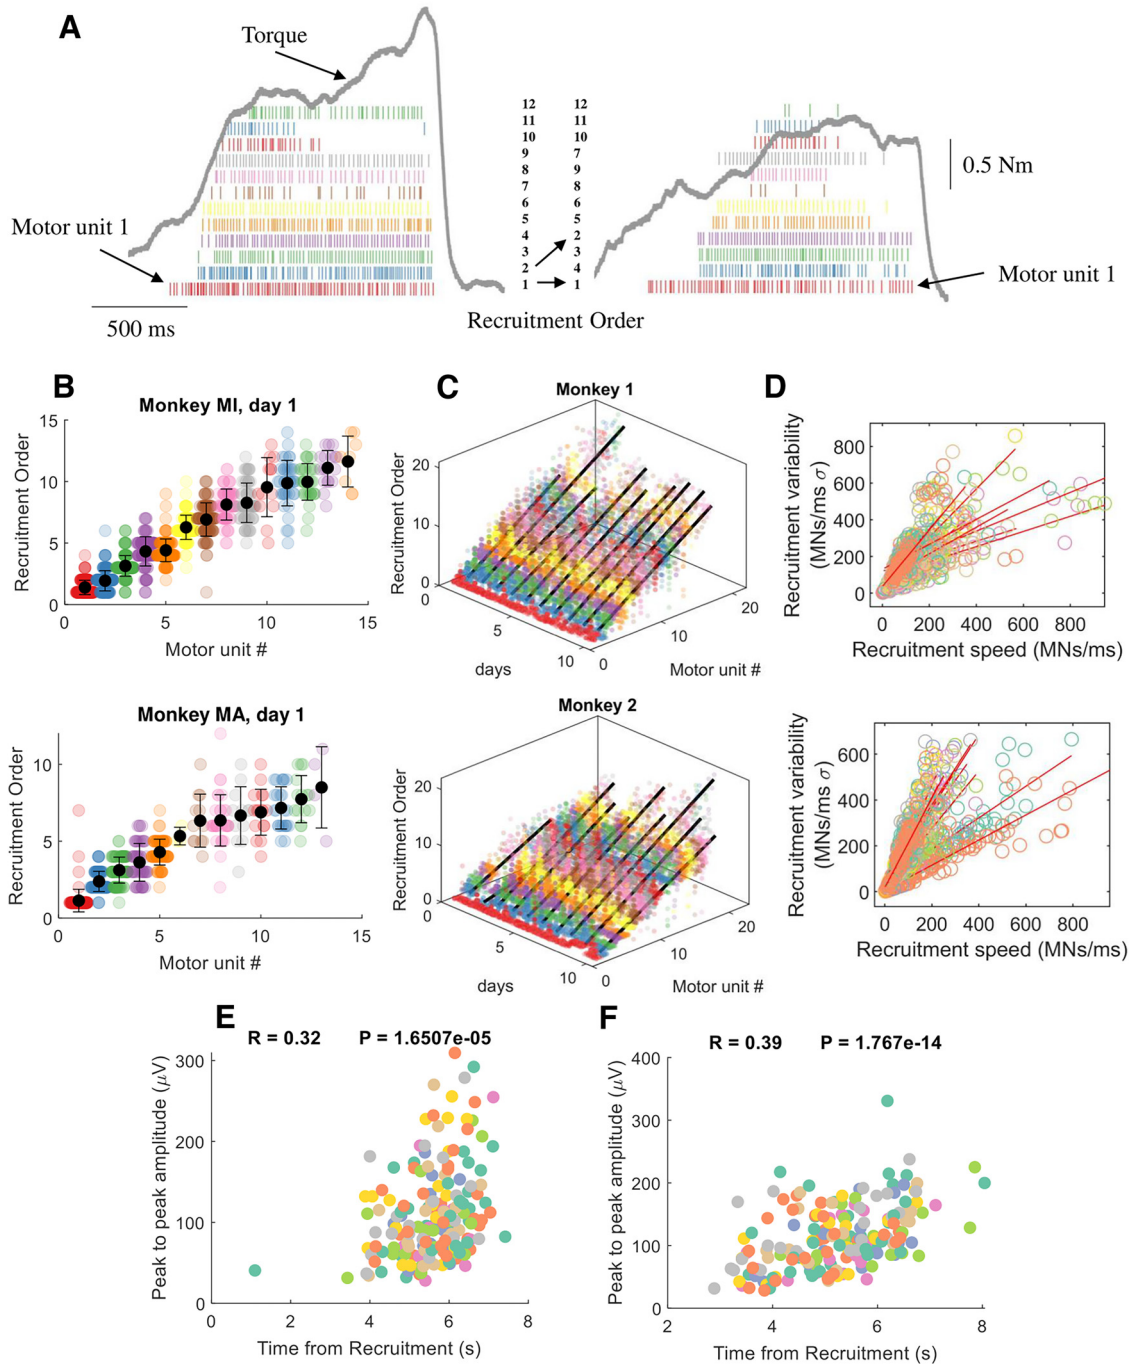 A
Torque
Motor unit 1
500 ms
12 12
11 11
10 10
9 7
8 9
7 8
6 6
5 5
4 2
3 3
2 4
1 1
Recruitment Order
0.5 Nm
Motor unit 1
B
Monkey MI, day 1
Recruitment Order
15
10
5
0
0 5 10 15
Motor unit #
Monkey MA, day 1
Recruitment Order
10
5
0
0 5 10 15
Motor unit #
C
Monkey 1
Recruitment Order
20
10
0
0 5 10
days
0 10 20
Motor unit #
Monkey 2
Recruitment Order
20
10
0
0 5 10
days
0 10 20
Motor unit #
D
Recruitment variability
(MNs/ms σ)
800
600
400
200
0
0 200 400 600 800
Recruitment speed (MNs/ms)
Recruitment variability
(MNs/ms σ)
600
400
200
0
0 200 400 600 800
Recruitment speed (MNs/ms)
E
R = 0.32 P = 1.6507e-05
Peak to peak amplitude (μV)
300
200
100
0
0 2 4 6 8
Time from Recruitment (s)
F
R = 0.39 P = 1.767e-14
Peak to peak amplitude (μV)
400
300
200
100
0
2 4 6 8
Time from Recruitment (s)